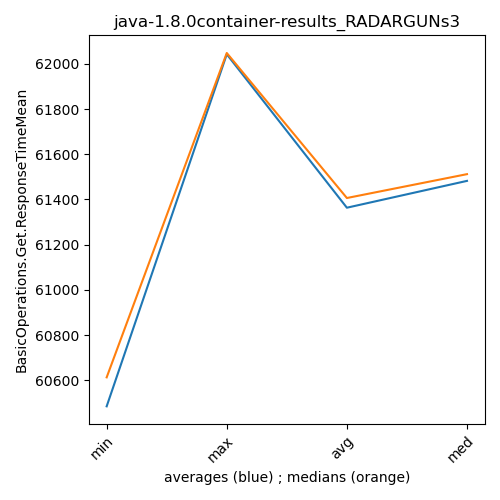 java-1.8.0container-results_RADARGUNs3
BasicOperations.Get.ResponseTimeMean
62000
61800
61600
61400
61200
61000
60800
60600
min
max
avg
med
averages (blue) ; medians (orange)